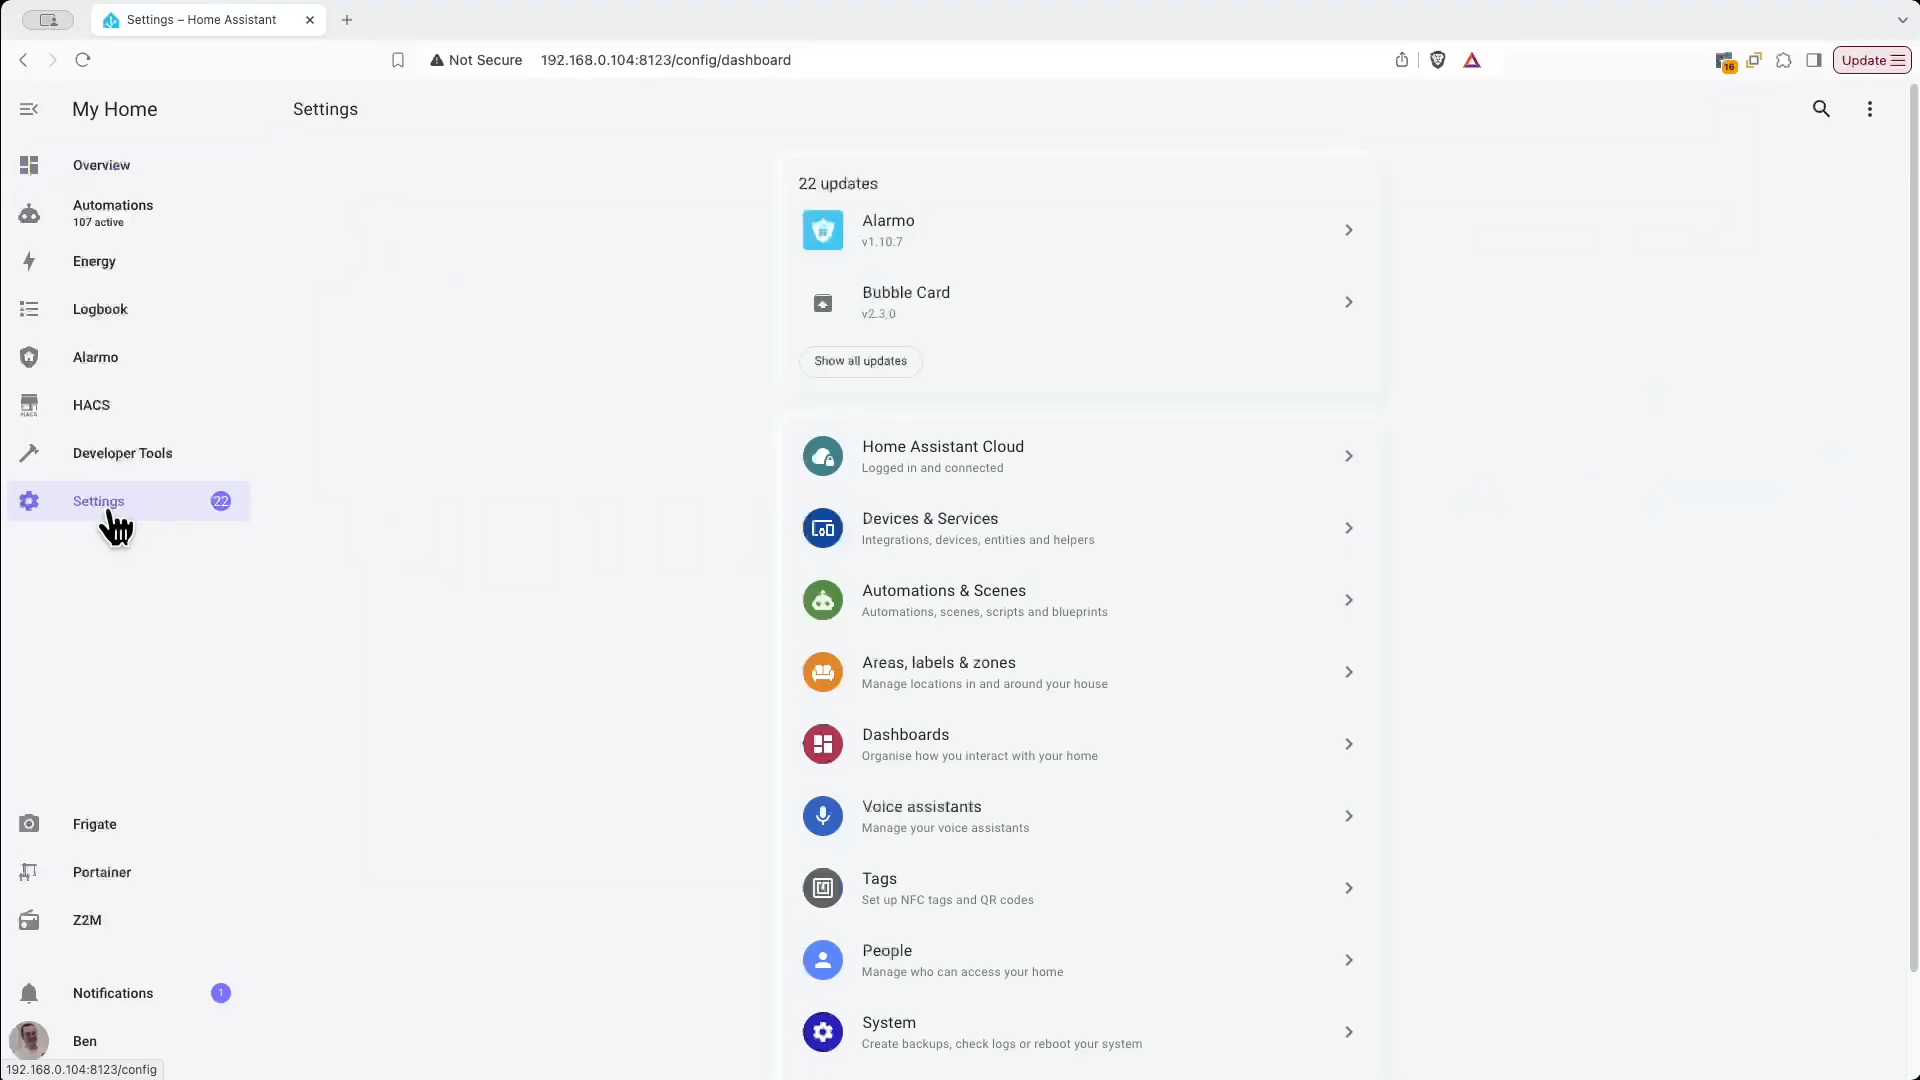 Settings – Home Assistant
Not Secure
192.168.0.104:8123/config/dashboard
16
Update
My Home
Settings
Overview
Automations
107 active
Energy
Logbook
Alarmo
HACS
HACS
Developer Tools
Settings
22
Frigate
Portainer
Z2M
Notifications
1
Ben
192.168.0.104:8123/config
22 updates
Alarmo
v1.10.7
Bubble Card
v2.3.0
Show all updates
Home Assistant Cloud
Logged in and connected
Devices & Services
Integrations, devices, entities and helpers
Automations & Scenes
Automations, scenes, scripts and blueprints
Areas, labels & zones
Manage locations in and around your house
Dashboards
Organise how you interact with your home
Voice assistants
Manage your voice assistants
Tags
Set up NFC tags and QR codes
People
Manage who can access your home
System
Create backups, check logs or reboot your system